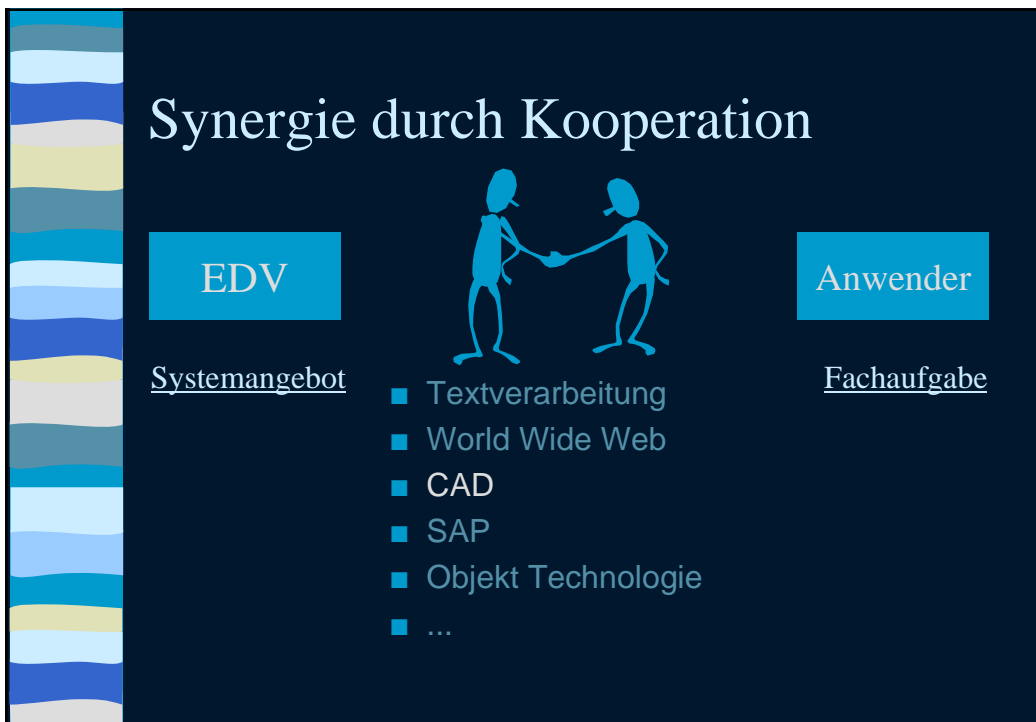 Synergie durch Kooperation
EDV
Anwender
Systemangebot
Fachaufgabe
Textverarbeitung
World Wide Web
CAD
SAP
Objekt Technologie
...